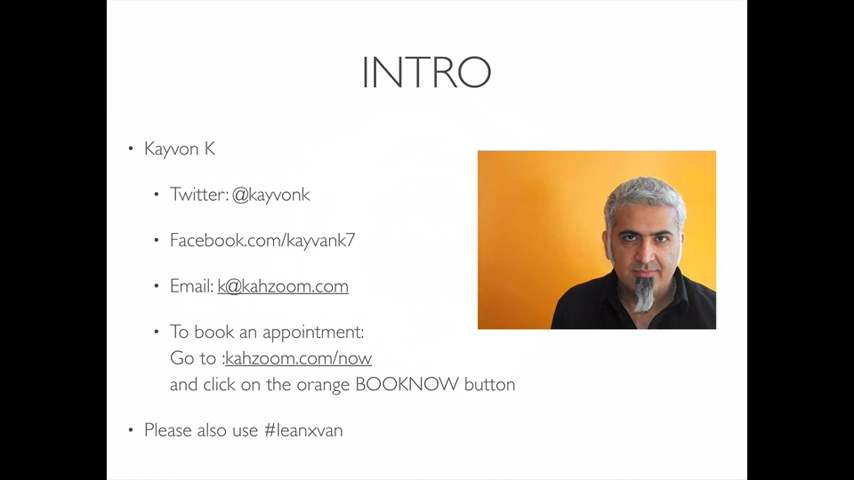 INTRO
• Kayvon K
• Twitter: @kayvonk
• Facebook.com/kayvank7
• Email: k@kahzoom.com
• To book an appointment:
Go to :kahzoom.com/now
and click on the orange BOOKNOW button
• Please also use #leanxvan